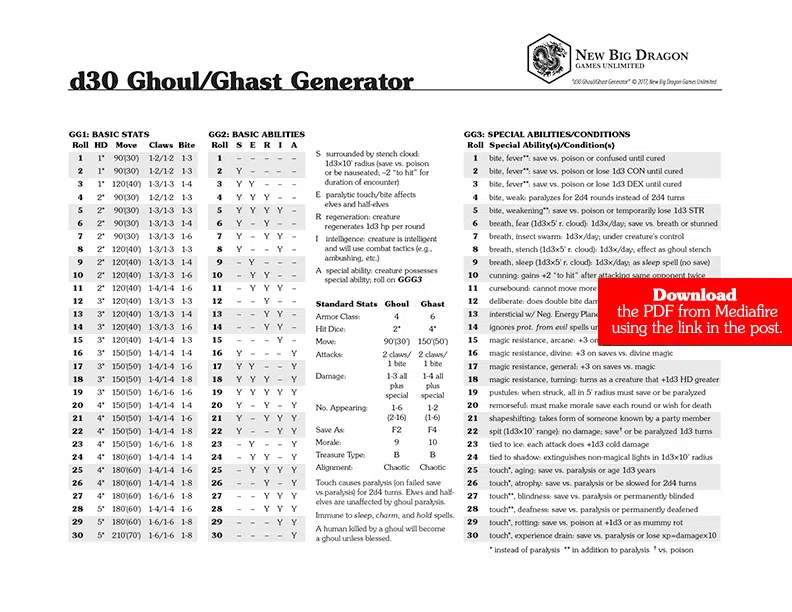 NEW BIG DRAGON
GAMES UNLIMITED
d30 Ghoul/Ghast Generator
"d30 Ghoul/Ghast Generator" © 2017, New Big Dragon Games Unlimited
GG1: BASIC STATS
Roll HD Move Claws Bite
1 1* 90'(30') 1-2/1-2 1-3
2 1* 90'(30') 1-2/1-2 1-3
3 1* 120'(40') 1-3/1-3 1-4
4 2* 90'(30') 1-2/1-2 1-3
5 2* 90'(30') 1-3/1-3 1-3
6 2* 90'(30') 1-3/1-3 1-4
7 2* 90'(30') 1-3/1-3 1-6
8 2* 120'(40') 1-3/1-3 1-3
9 2* 120'(40') 1-3/1-3 1-4
10 2* 120'(40') 1-3/1-3 1-6
11 2* 120'(40') 1-4/1-4 1-6
12 3* 120'(40') 1-3/1-3 1-3
13 3* 120'(40') 1-3/1-3 1-4
14 3* 120'(40') 1-3/1-3 1-6
15 3* 120'(40') 1-4/1-4 1-3
16 3* 150'(50') 1-4/1-4 1-4
17 3* 150'(50') 1-4/1-4 1-6
18 3* 150'(50') 1-4/1-4 1-8
19 3* 150'(50') 1-6/1-6 1-6
20 4* 150'(50') 1-4/1-4 1-4
21 4* 150'(50') 1-4/1-4 1-6
22 4* 150'(50') 1-4/1-4 1-8
23 4* 150'(50') 1-6/1-6 1-8
24 4* 180'(60') 1-4/1-4 1-4
25 4* 180'(60') 1-4/1-4 1-6
26 4* 180'(60') 1-4/1-4 1-8
27 4* 180'(60') 1-6/1-6 1-8
28 5* 180'(60') 1-4/1-4 1-6
29 5* 180'(60') 1-6/1-6 1-8
30 5* 210'(70') 1-6/1-6 1-8
GG2: BASIC ABILITIES
Roll S E R I A
1 – – – – –
2 Y – – – –
3 Y Y – – –
4 Y Y Y – –
5 Y Y Y Y –
6 Y – Y – –
7 Y – Y Y –
8 Y – – Y –
9 – Y – – –
10 – Y Y – –
11 – Y Y Y –
12 – – Y – –
13 – – Y Y –
14 – – Y Y –
15 – – – Y –
16 Y – – – Y
17 Y Y – – Y
18 Y Y Y – Y
19 Y Y Y Y Y
20 Y – Y – Y
21 Y – Y Y Y
22 Y – – Y Y
23 – Y – – Y
24 – Y Y – Y
25 – Y Y Y Y
26 – – Y – Y
27 – – Y Y Y
28 – – Y Y Y
29 – – – Y Y
30 – – – – Y
S surrounded by stench cloud:
1d3×10' radius (save vs. poison
or be nauseated; –2 "to hit" for
duration of encounter)
E paralytic touch/bite affects
elves and half-elves
R regeneration: creature
regenerates 1d3 hp per round
I intelligence: creature is intelligent
and will use combat tactics (e.g.,
ambushing, etc.)
A special ability: creature possesses
special ability; roll on GGG3
Standard Stats Ghoul Ghast
Armor Class: 4 6
Hit Dice: 2* 4*
Move: 90'(30') 150'(50')
Attacks: 2 claws/ 2 claws/
1 bite 1 bite
Damage: 1-3 all 1-4 all
plus plus
special special
No. Appearing: 1-6 1-2
(2-16) (1-6)
Save As: F2 F4
Morale: 9 10
Treasure Type: B B
Alignment: Chaotic Chaotic
Touch causes paralysis (on failed save
vs.paralysis) for 2d4 turns. Elves and half-
elves are unaffected by ghoul paralysis.
Immune to sleep, charm, and hold spells.
A human killed by a ghoul will become
a ghoul unless blessed.
GG3: SPECIAL ABILITIES/CONDITIONS
Roll Special Ability(s)/Condition(s)
1 bite, fever**: save vs. poison or confused until cured
2 bite, fever**: save vs. poison or lose 1d3 CON until cured
3 bite, fever**: save vs. poison or lose 1d3 DEX until cured
4 bite, weak: paralyzes for 2d4 rounds instead of 2d4 turns
5 bite, weakening**: save vs. poison or temporarily lose 1d3 STR
6 breath, fear (1d3×5' r. cloud): 1d3×/day; save vs. breath or stunned
7 breath, insect swarm: 1d3×/day; under creature's control
8 breath, stench (1d3×5' r. cloud): 1d3×/day; effect as ghoul stench
9 breath, sleep (1d3×5' r. cloud): 1d3×/day; as sleep spell (no save)
10 cunning: gains +2 "to hit" after attacking same opponent twice
11 cursebound: cannot move more
12 deliberate: does double bite dam
13 intersticial w/ Neg. Energy Plane
14 ignores prot. from evil spells un
15 magic resistance, arcane: +3 on
16 magic resistance, divine: +3 on saves vs. divine magic
17 magic resistance, general: +3 on saves vs. magic
18 magic resistance, turning: turns as a creature that +1d3 HD greater
19 pustules: when struck, all in 5' radius must save or be paralyzed
20 remorseful: must make morale save each round or wish for death
21 shapeshifting: takes form of someone known by a party member
22 spit (1d3×10' range): no damage; save† or be paralyzed 1d3 turns
23 tied to ice: each attack does +1d3 cold damage
24 tied to shadow: extinguishes non-magical lights in 1d3×10' radius
25 touch*, aging: save vs. paralysis or age 1d3 years
26 touch*, atrophy: save vs. paralysis or be slowed for 2d4 turns
27 touch**, blindness: save vs. paralysis or permanently blinded
28 touch**, deafness: save vs. paralysis or permanently deafened
29 touch*, rotting: save vs. poison at +1d3 or as mummy rot
30 touch*, experience drain: save vs. paralysis or lose xp=damage×10
* instead of paralysis ** in addition to paralysis † vs. poison
Download
the PDF from Mediafire
using the link in the post.